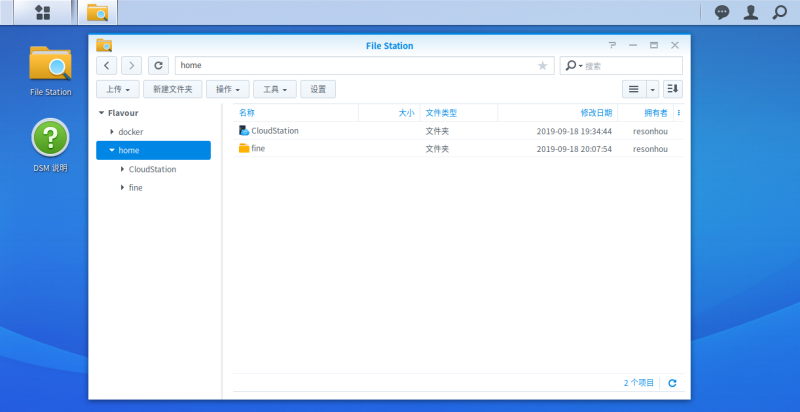 File Station
home
搜索
上传
新建文件夹
操作
工具
设置
File Station
DSM 说明
Flavour
docker
home
CloudStation
fine
名称 大小 文件类型 修改日期 拥有者
CloudStation 文件夹 2019-09-18 19:34:44 resonhou
fine 文件夹 2019-09-18 20:07:54 resonhou
2 个项目